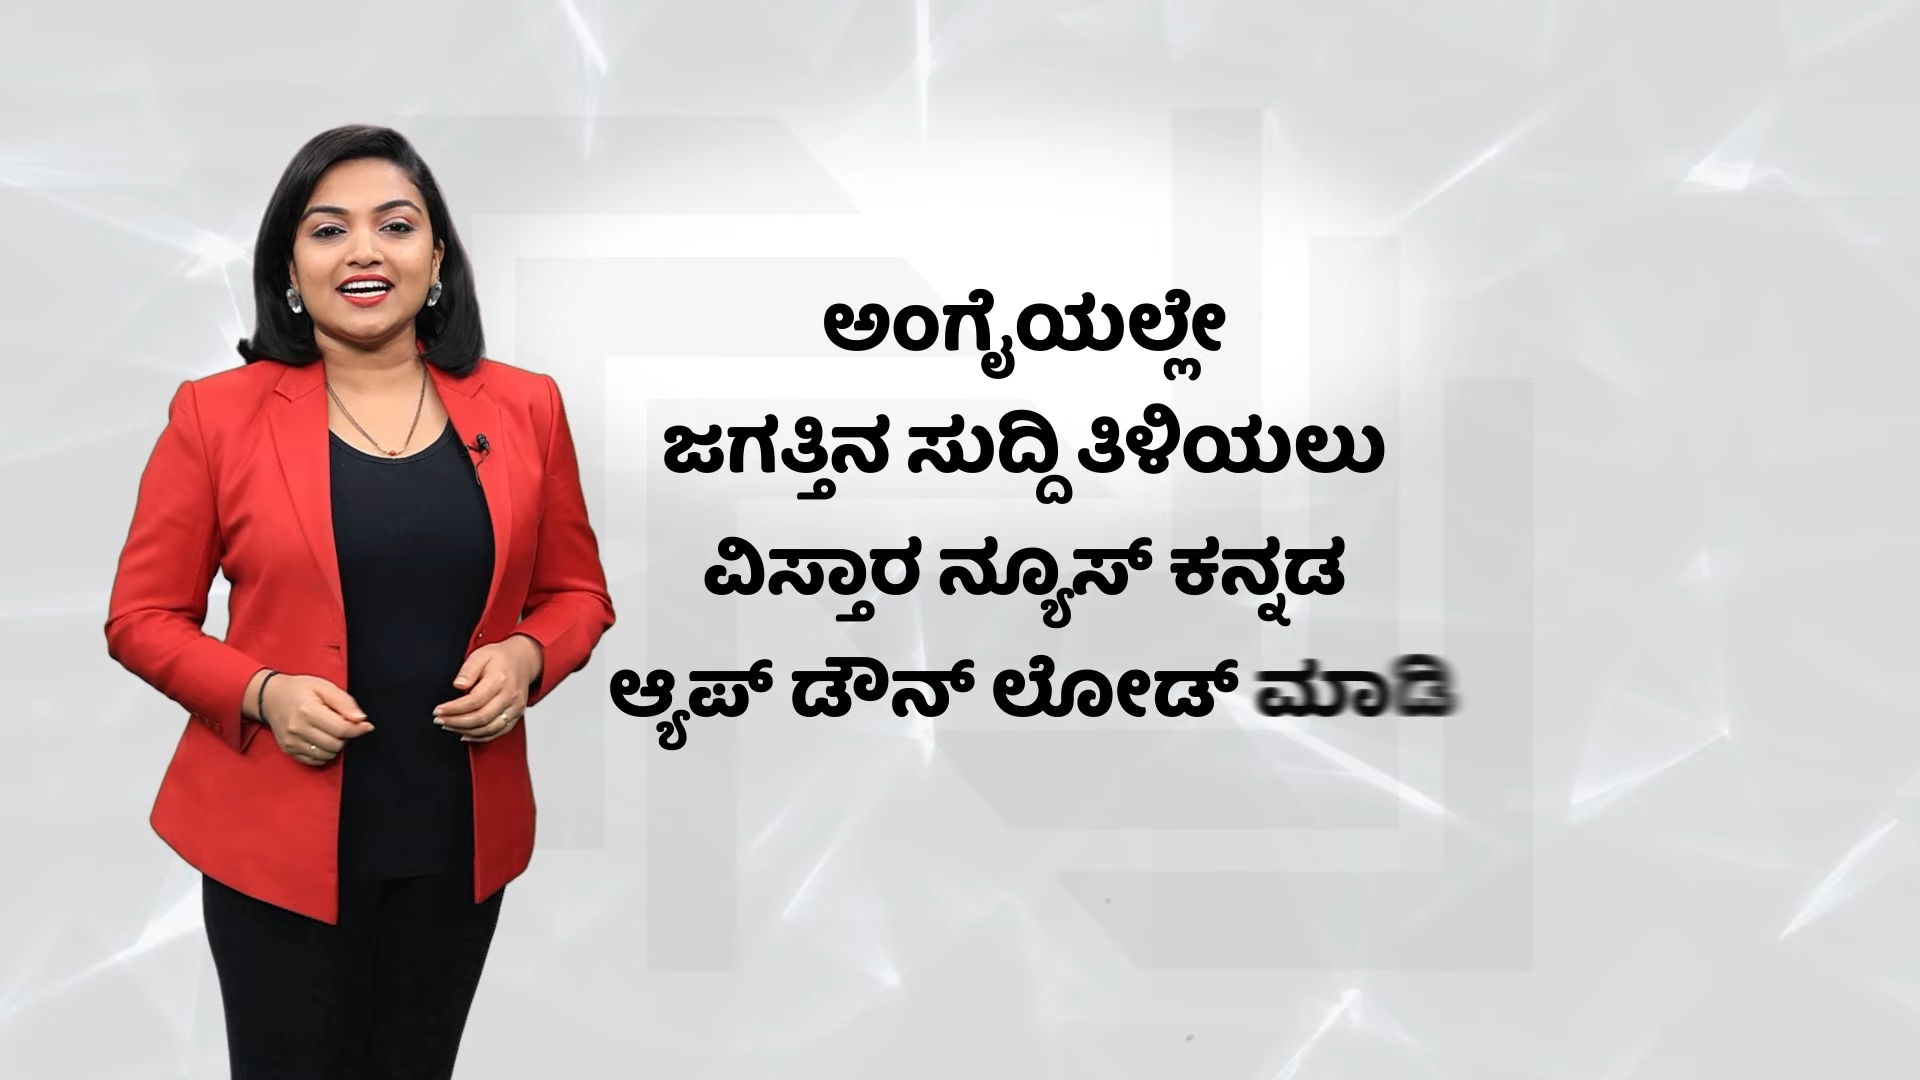 ಅಂಗೈಯಲ್ಲೇ
ಜಗತ್ತಿನ ಸುದ್ದಿ ತಿಳಿಯಲು
ವಿಸ್ತಾರ ನ್ಯೂಸ್ ಕನ್ನಡ
ಆ್ಯಪ್ ಡೌನ್ ಲೋಡ್ ಮಾಡಿ